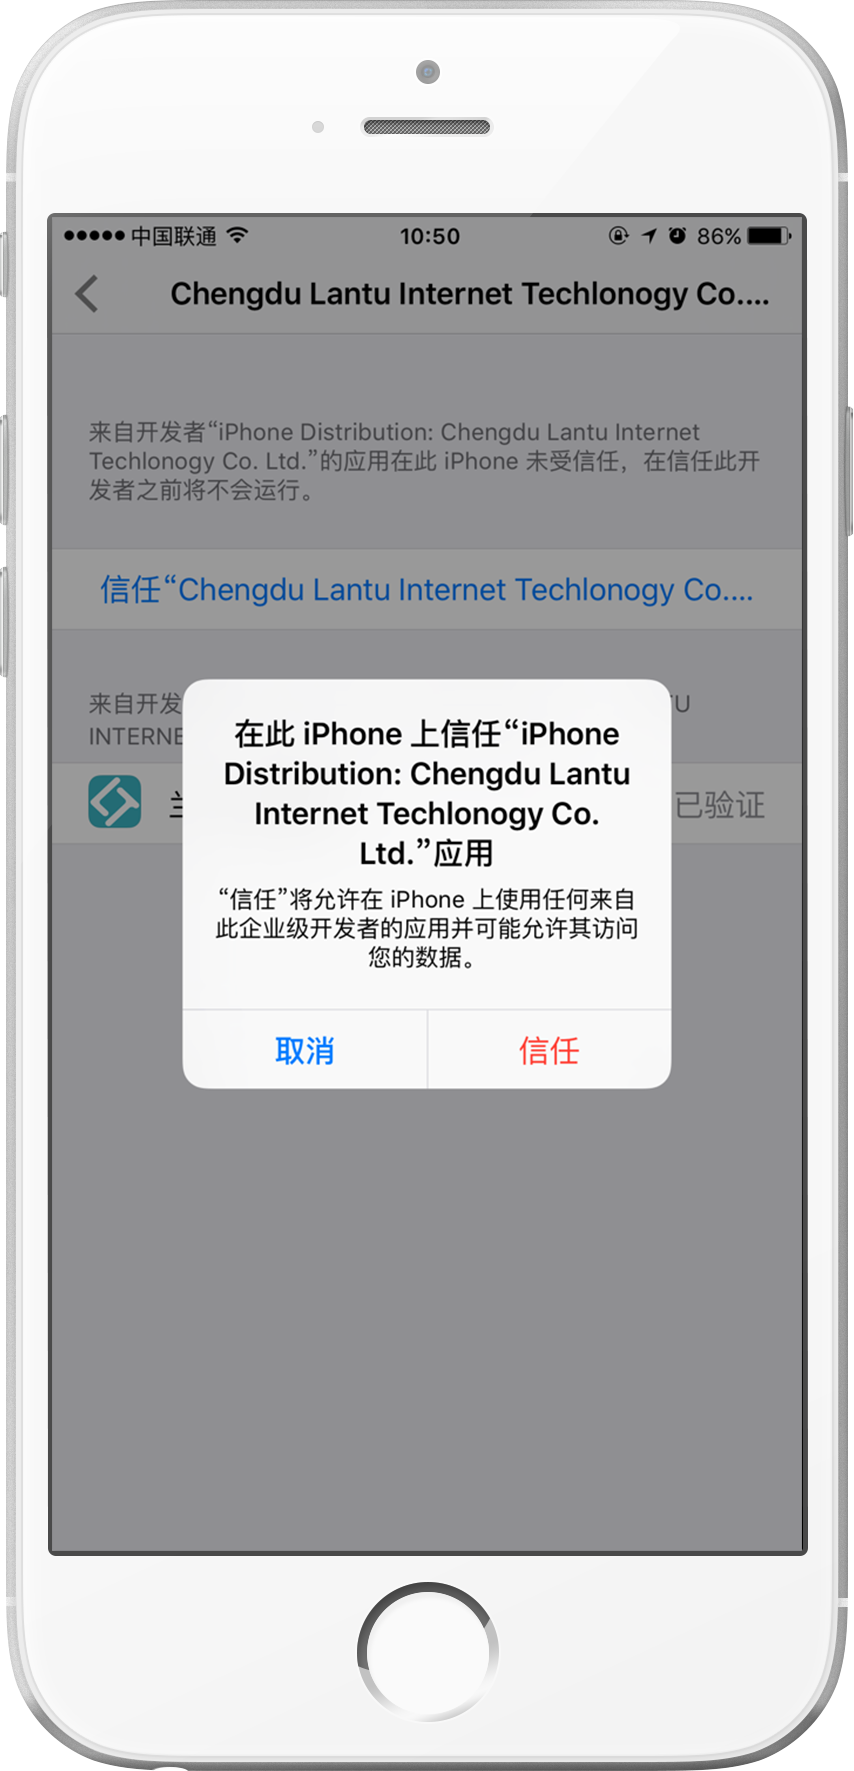 中国联通
10:50
86%
Chengdu Lantu Internet Techlonogy Co....
来自开发者“iPhone Distribution: Chengdu Lantu Internet
Techlonogy Co. Ltd.”的应用在此 iPhone 未受信任，在信任此开
发者之前将不会运行。
信任“Chengdu Lantu Internet Techlonogy Co....
来自开发
TU
INTERNE
已验证
在此 iPhone 上信任“iPhone
Distribution: Chengdu Lantu
Internet Techlonogy Co.
Ltd.”应用
“信任”将允许在 iPhone 上使用任何来自
此企业级开发者的应用并可能允许其访问
您的数据。
取消
信任